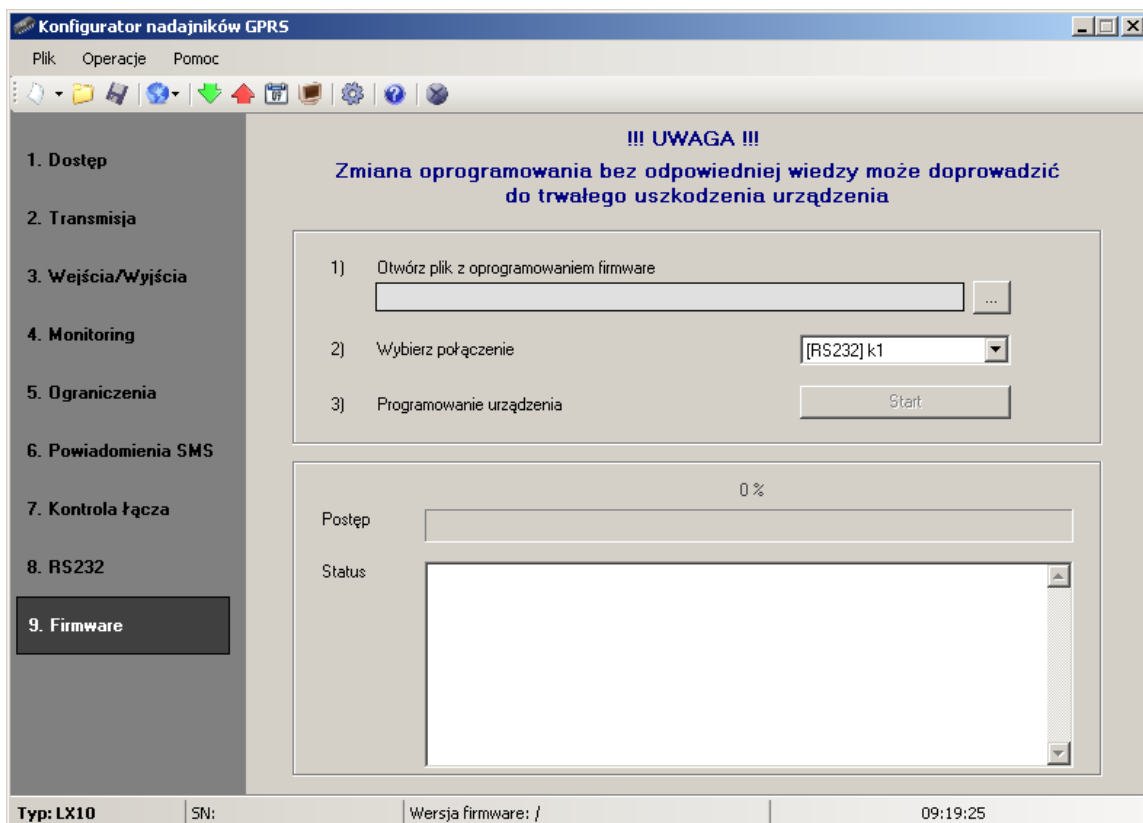 Konfigurator nadajników GPRS
Plik Operacje Pomoc
07
1. Dostęp
2. Transmisja
3. Wejścia/Wyjścia
4. Monitoring
5. Ograniczenia
6. Powiadomienia SMS
7. Kontrola łącza
8. RS232
9. Firmware
!!! UWAGA !!!
Zmiana oprogramowania bez odpowiedniej wiedzy może doprowadzić
do trwałego uszkodzenia urządzenia
1) Otwórz plik z oprogramowaniem firmware
...
2) Wybierz połączenie [RS232] k1
3) Programowanie urządzenia Start
0 %
Postęp
Status
Typ: LX10 SN: Wersja firmware: / 09:19:25